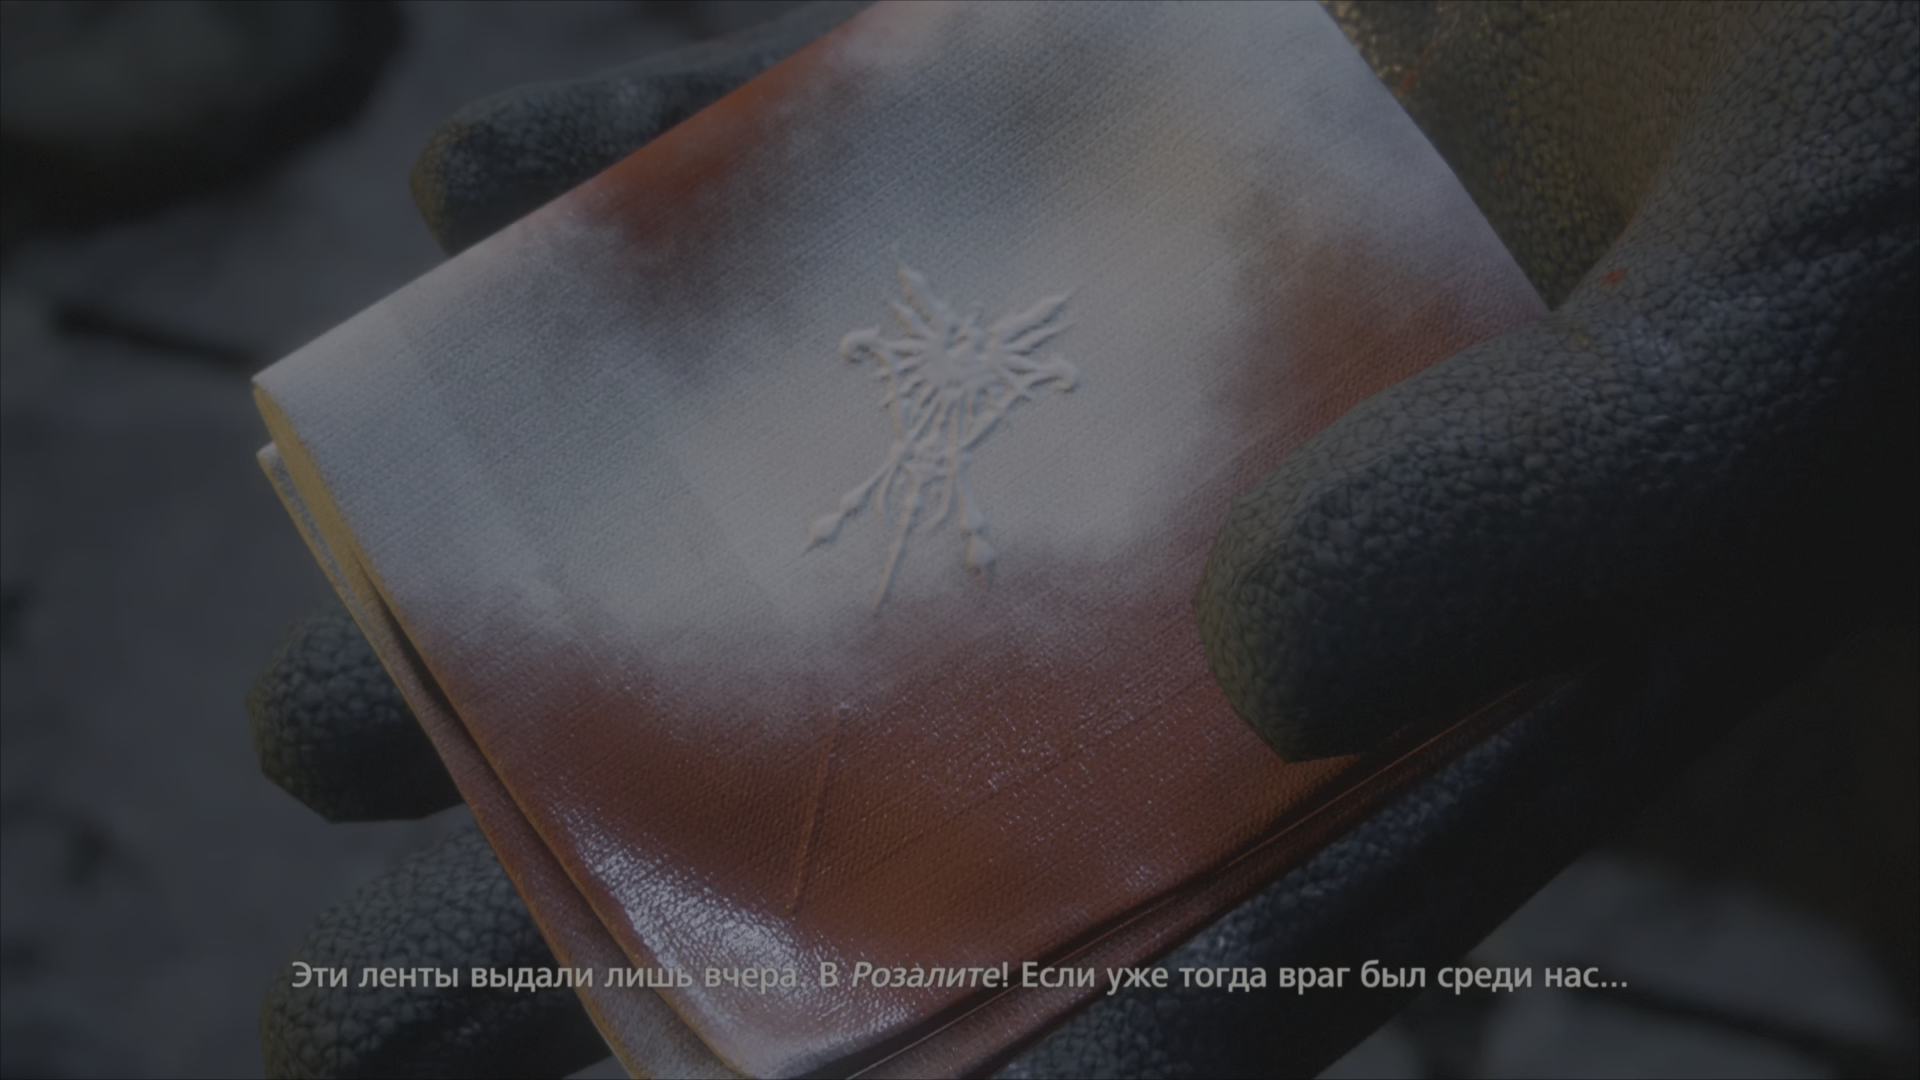 Эти ленты выдали лишь вчера. В Розалите! Если уже тогда враг был среди нас...